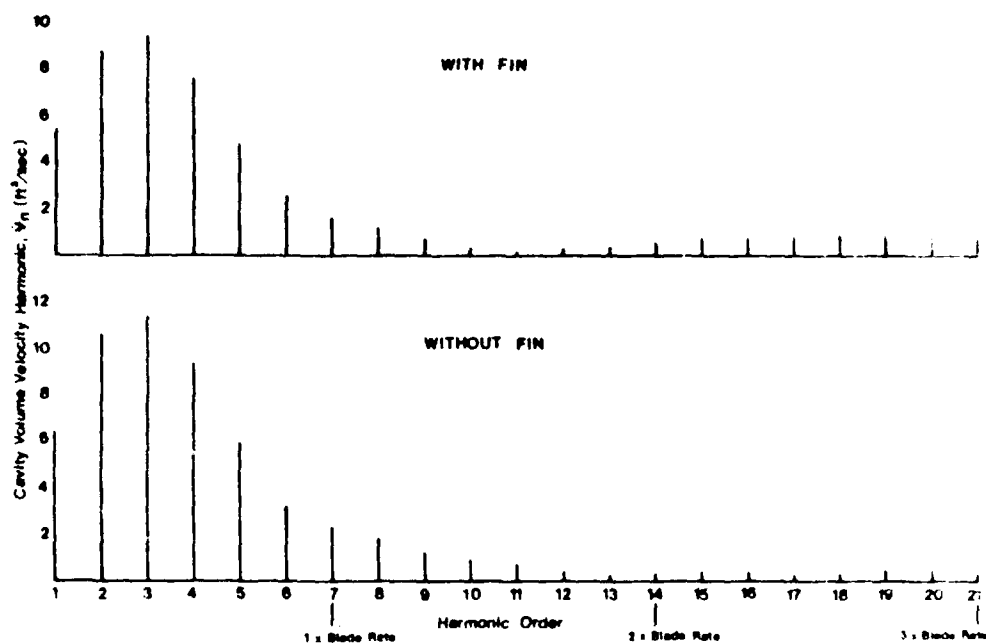 10
WITH FIN
8
6
4
2
Cavity Volume Velocity Harmonic, V̇n (ft³/sec)
12
WITHOUT FIN
10
8
6
4
2
1 2 3 4 5 6 7 8 9 10 11 12 13 14 15 16 17 18 19 20 21
Harmonic Order
1 x Blade Rate 2 x Blade Rate 3 x Blade Rate